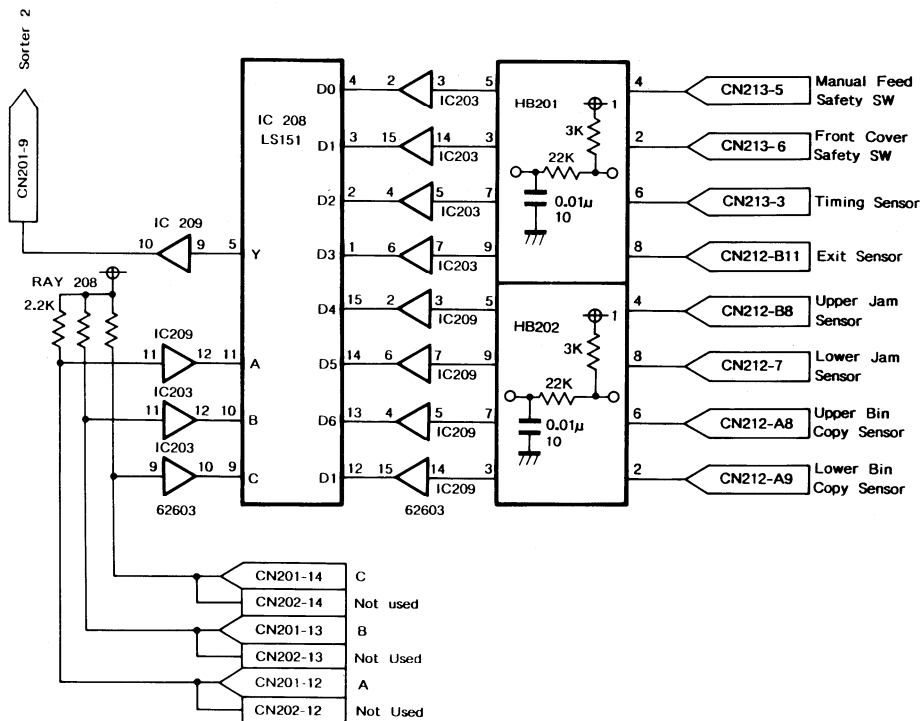 Sorter 2
CN201-9
IC 208
LS151
D0
D1
D2
D3
D4
D5
D6
D1
Y
A
B
C
4 2 3 IC203 5
3 15 14 IC203 3
2 4 5 IC203 7
1 6 7 IC203 9
15 2 3 IC209 5
14 6 7 IC209 9
13 4 5 IC209 7
12 15 14 IC209 3
62603
HB201
1
3K
22K
0.01μ
10
HB202
1
3K
22K
0.01μ
10
4 CN213-5 Manual Feed
Safety SW
2 CN213-6 Front Cover
Safety SW
6 CN213-3 Timing Sensor
8 CN212-B11 Exit Sensor
4 CN212-B8 Upper Jam
Sensor
8 CN212-7 Lower Jam
Sensor
6 CN212-A8 Upper Bin
Copy Sensor
2 CN212-A9 Lower Bin
Copy Sensor
IC 209
10 9 5
RAY 208
2.2K
IC209
11 12 11
IC203
11 12 10
IC203
9 10 9
62603
CN201-14 C
CN202-14 Not used
CN201-13 B
CN202-13 Not Used
CN201-12 A
CN202-12 Not Used